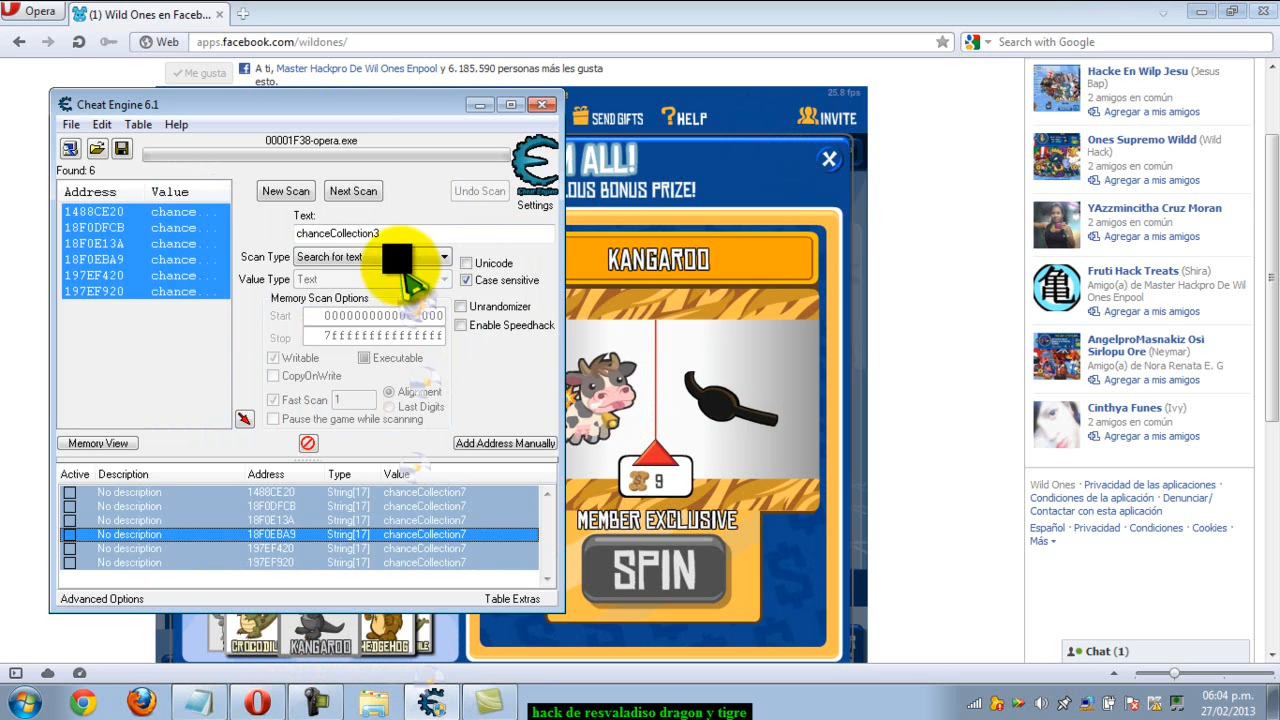 Opera
(1) Wild Ones en Faceb...
Web
apps.facebook.com/wildones/
Search with Google
Me gusta
A ti, Master Hackpro De Wil Ones Enpool y 6.185.590 personas más les gusta
esto.
25.8 fps
SEND GIFTS
HELP
INVITE
M ALL!
LOUS BONUS PRIZE!
KANGAROO
9
MEMBER EXCLUSIVE
SPIN
CROCODIL
KANGAROO
HEDGEHOG
Cheat Engine 6.1
File Edit Table Help
00001F38-opera.exe
Found: 6
Address Value
1488CE20 chance...
18F0DFCB chance...
18F0E13A chance...
18F0EBA9 chance...
197EF420 chance...
197EF920 chance...
New Scan
Next Scan
Undo Scan
Cheat Engine
Settings
Text:
chanceCollection3
Scan Type Search for text
Value Type Text
Unicode
Case sensitive
Memory Scan Options
Start
Stop 7fffffffffffffff
Unrandomizer
Enable Speedhack
Writable Executable
CopyOnWrite
Fast Scan 1
Alignment
Last Digits
Pause the game while scanning
Memory View
Add Address Manually
Active Description Address Type Value
No description 1488CE20 String[17] chanceCollection7
No description 18F0DFCB String[17] chanceCollection7
No description 18F0E13A String[17] chanceCollection7
No description 18F0EBA9 String[17] chanceCollection7
No description 197EF420 String[17] chanceCollection7
No description 197EF920 String[17] chanceCollection7
Advanced Options
Table Extras
Hacke En Wilp Jesu (Jesus
Bap)
2 amigos en común
Agregar a mis amigos
Ones Supremo Wildd (Wild
Hack)
2 amigos en común
Agregar a mis amigos
YAzzmincitha Cruz Moran
2 amigos en común
Agregar a mis amigos
Fruti Hack Treats (Shira)
Amigo(a) de Master Hackpro De Wil
Ones Enpool
Agregar a mis amigos
AngelproMasnakiz Osi
Sirlopu Ore (Neymar)
Amigo(a) de Nora Renata E. G
Agregar a mis amigos
Cinthya Funes (Ivy)
2 amigos en común
Agregar a mis amigos
Wild Ones · Privacidad de las aplicaciones ·
Condiciones de la aplicación · Denunciar/
Contactar con esta aplicación
Español · Privacidad · Condiciones · Cookies ·
Más
Chat (1)
hack de resvaladiso dragon y tigre
06:04 p.m.
27/02/2013